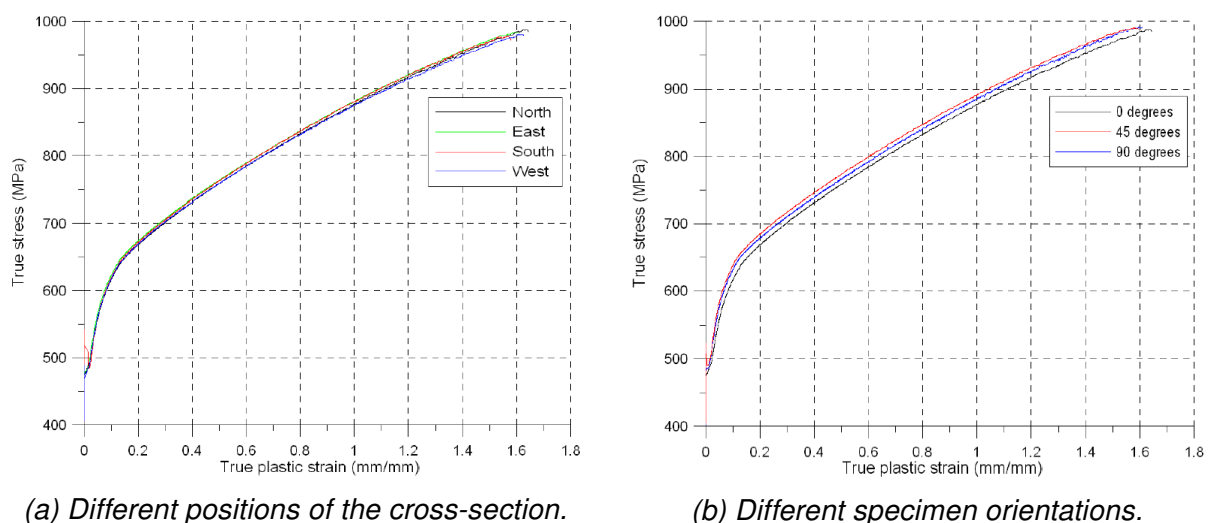 1000
900
800
700
600
500
400
True stress (MPa)
North
East
South
West
0 0.2 0.4 0.6 0.8 1 1.2 1.4 1.6 1.8
True plastic strain (mm/mm)
(a) Different positions of the cross-section.
1000
900
800
700
600
500
400
True stress (MPa)
0 degrees
45 degrees
90 degrees
0 0.2 0.4 0.6 0.8 1 1.2 1.4 1.6 1.8
True plastic strain (mm/mm)
(b) Different specimen orientations.